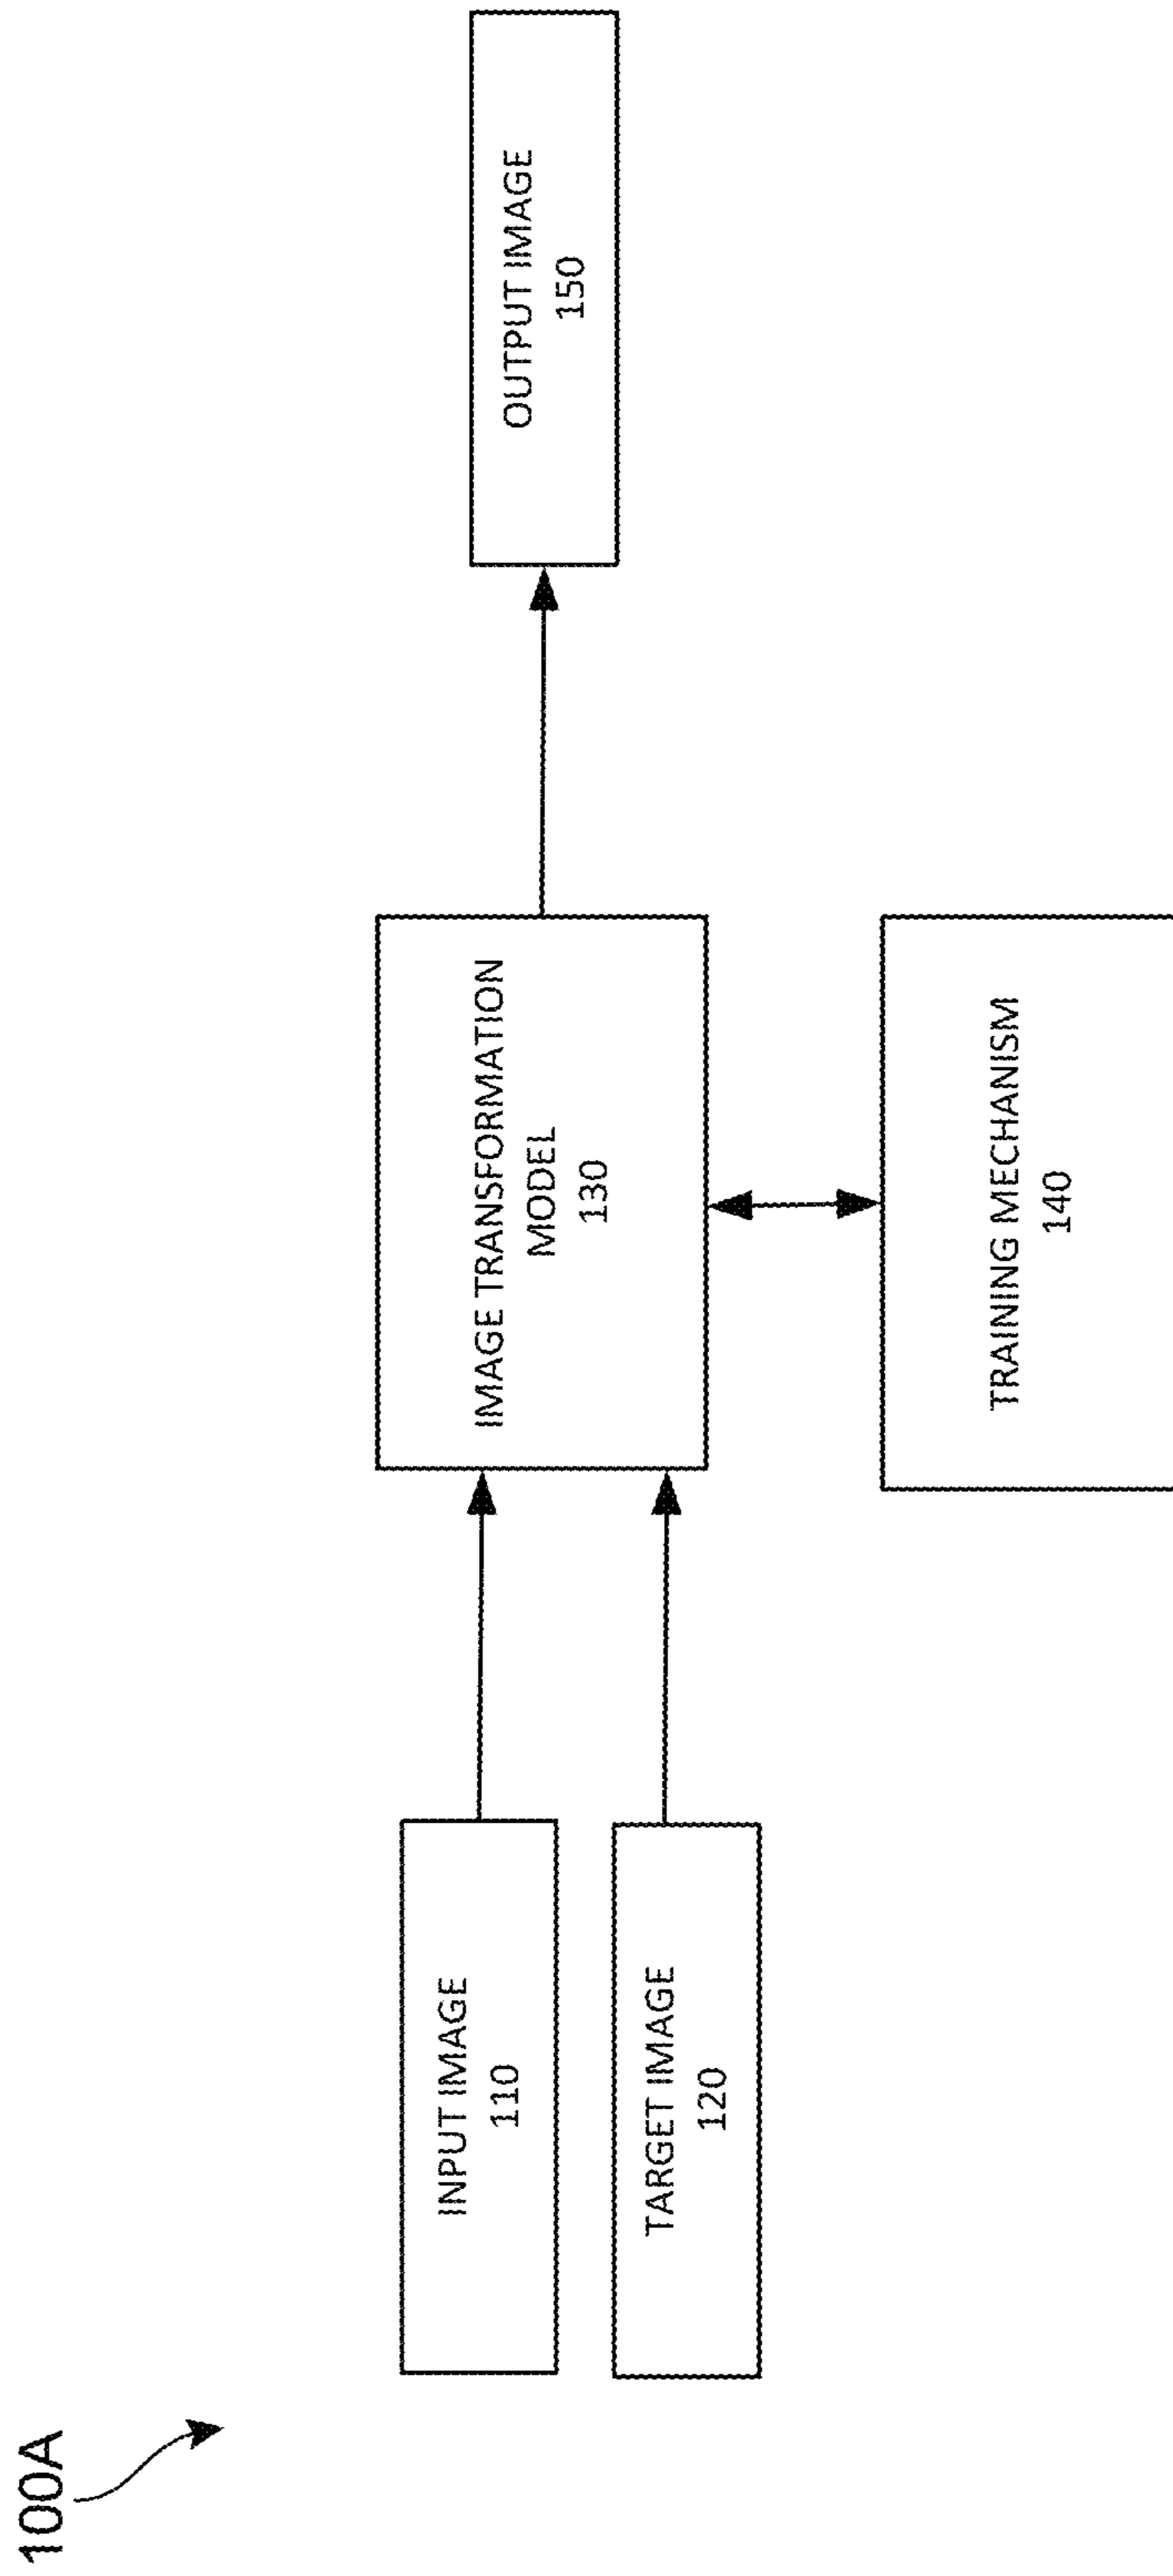 100A
INPUT IMAGE
110
TARGET IMAGE
120
IMAGE TRANSFORMATION
MODEL
130
TRAINING MECHANISM
140
OUTPUT IMAGE
150